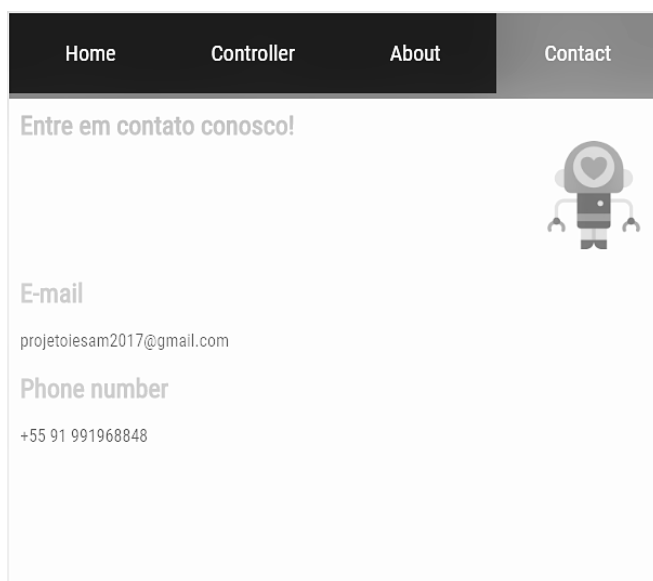 Home Controller About Contact
Entre em contato conosco!
E-mail
projetoiesam2017@gmail.com
Phone number
+55 91 991968848